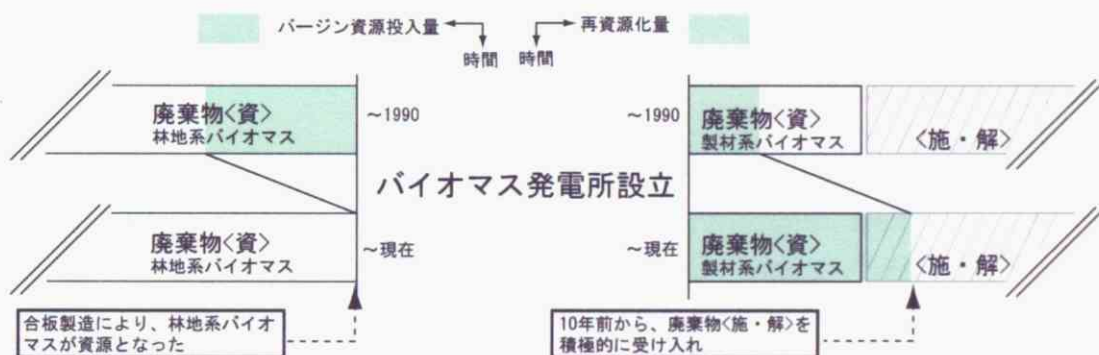 バージン資源投入量
再資源化量
時間
時間
廃棄物<資>
林地系バイオマス
~1990
~1990
廃棄物<資>
製材系バイオマス
<施・解>
バイオマス発電所設立
廃棄物<資>
林地系バイオマス
~現在
~現在
廃棄物<資>
製材系バイオマス
<施・解>
合板製造により、林地系バイオ
マスが資源となった
10年前から、廃棄物<施・解>を
積極的に受け入れ